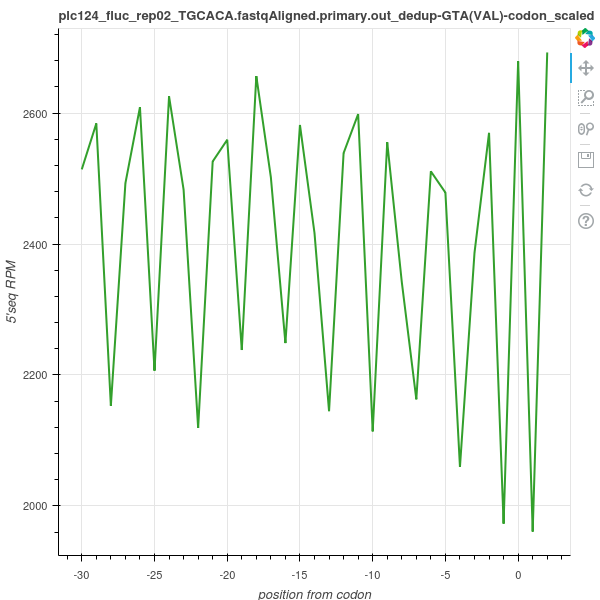 plc124_fluc_rep02_TGCACA.fastqAligned.primary.out_dedup-GTA(VAL)-codon_scaled
2600
2400
2200
2000
5'seq RPM
-30 -25 -20 -15 -10 -5 0
position from codon